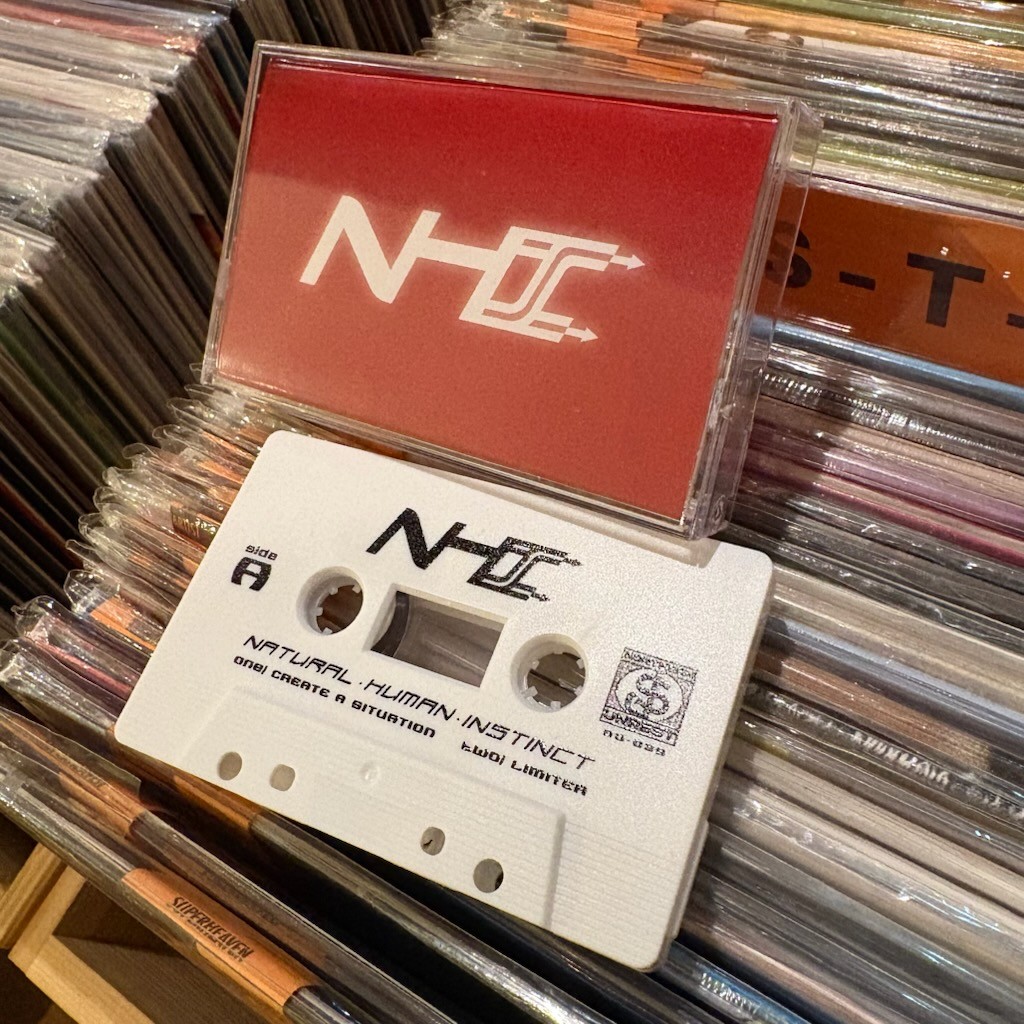 NHI
S-T
NHI
side
A
NATURAL · HUMAN · INSTINCT
one| CREATE A SITUATION two| LIMITER
UNREST
SUPERHEAVEN